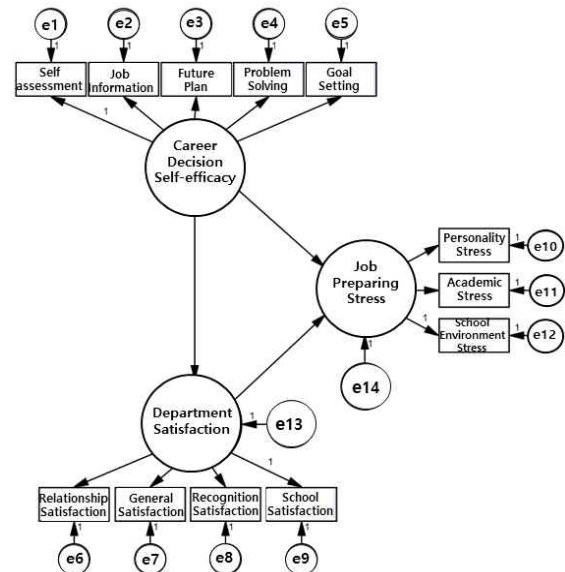 e1 e2 e3 e4 e5
1 1 1 1 1
Self assessment
Job Information
Future Plan
Problem Solving
Goal Setting
1
Career
Decision
Self-efficacy
Personality
Stress
1
e10
Job
Preparing
Stress
Academic
Stress
1
e11
1
School
Environment
Stress
1
e12
1
e14
Department
Satisfaction
1
e13
1
Relationship
Satisfaction
General
Satisfaction
Recognition
Satisfaction
School
Satisfaction
1 1 1 1
e6 e7 e8 e9